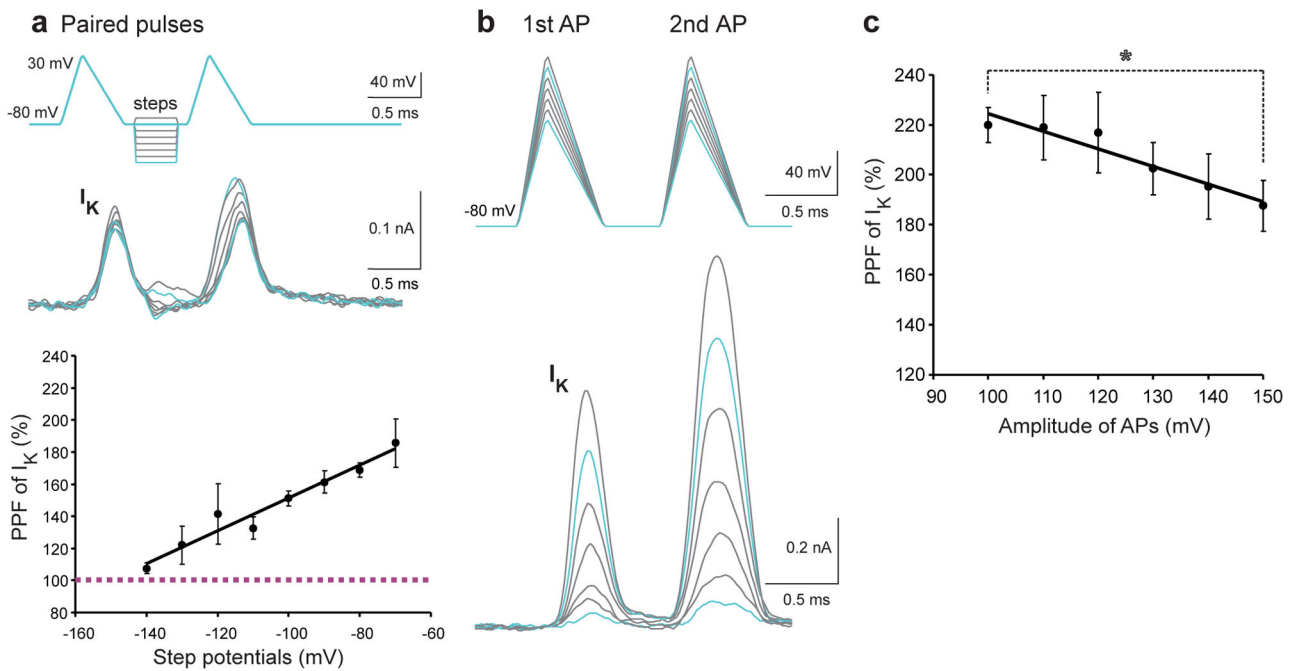 a Paired pulses
30 mV
-80 mV
steps
40 mV
0.5 ms
IK
0.1 nA
0.5 ms
PPF of IK (%)
240
220
200
180
160
140
120
100
80
-160
-140
-120
-100
-80
-60
Step potentials (mV)
b 1st AP 2nd AP
-80 mV
40 mV
0.5 ms
IK
0.2 nA
0.5 ms
c
*
PPF of IK (%)
240
220
200
180
160
140
120
90
100
110
120
130
140
150
Amplitude of APs (mV)